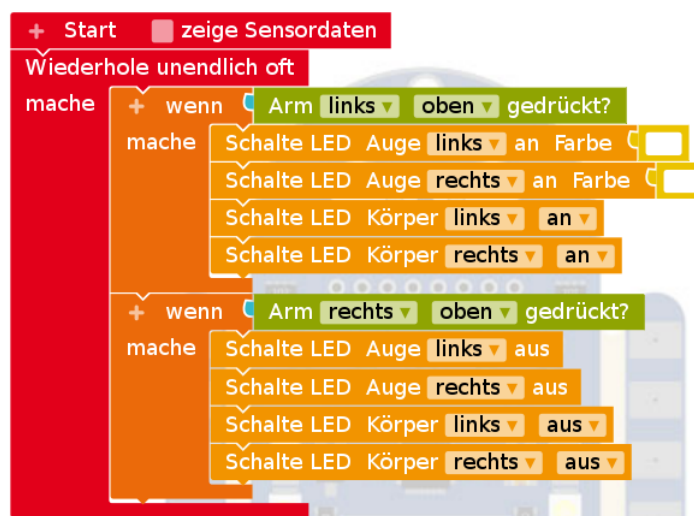 + Start zeige Sensordaten
Wiederhole unendlich oft
mache + wenn Arm links oben gedrückt?
mache Schalte LED Auge links an Farbe
Schalte LED Auge rechts an Farbe
Schalte LED Körper links an
Schalte LED Körper rechts an
+ wenn Arm rechts oben gedrückt?
mache Schalte LED Auge links aus
Schalte LED Auge rechts aus
Schalte LED Körper links aus
Schalte LED Körper rechts aus